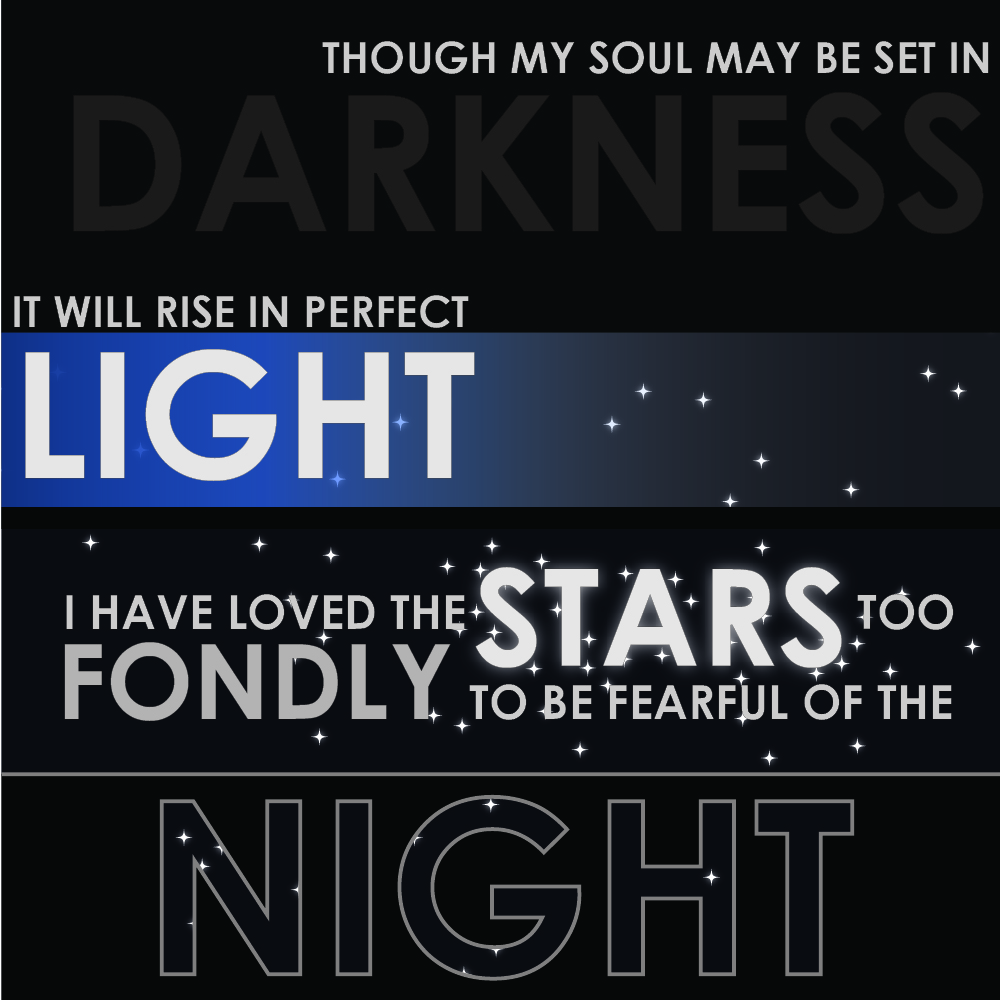 THOUGH MY SOUL MAY BE SET IN
DARKNESS
IT WILL RISE IN PERFECT
LIGHT
I HAVE LOVED THE STARS TOO
FONDLY TO BE FEARFUL OF THE
NIGHT